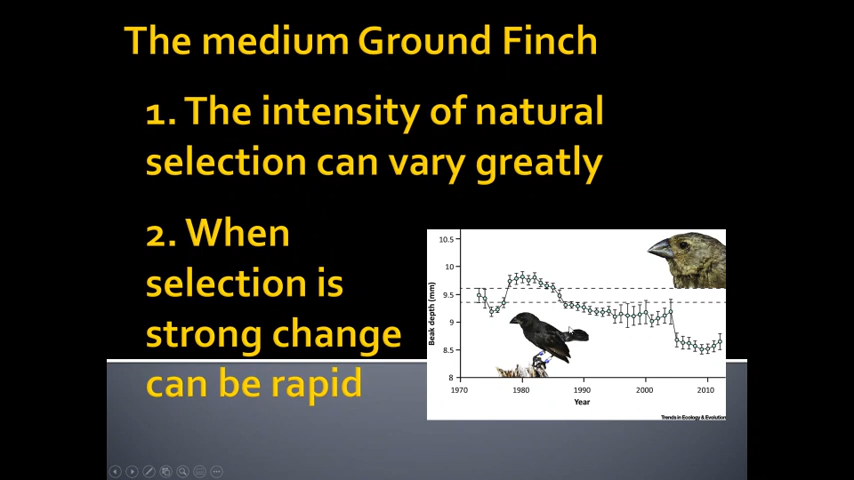 The medium Ground Finch
1. The intensity of natural
selection can vary greatly
2. When
selection is
strong change
can be rapid
10.5
10
9.5
9
8.5
8
Beak depth (mm)
1970 1980 1990 2000 2010
Year
Trends in Ecology & Evolution